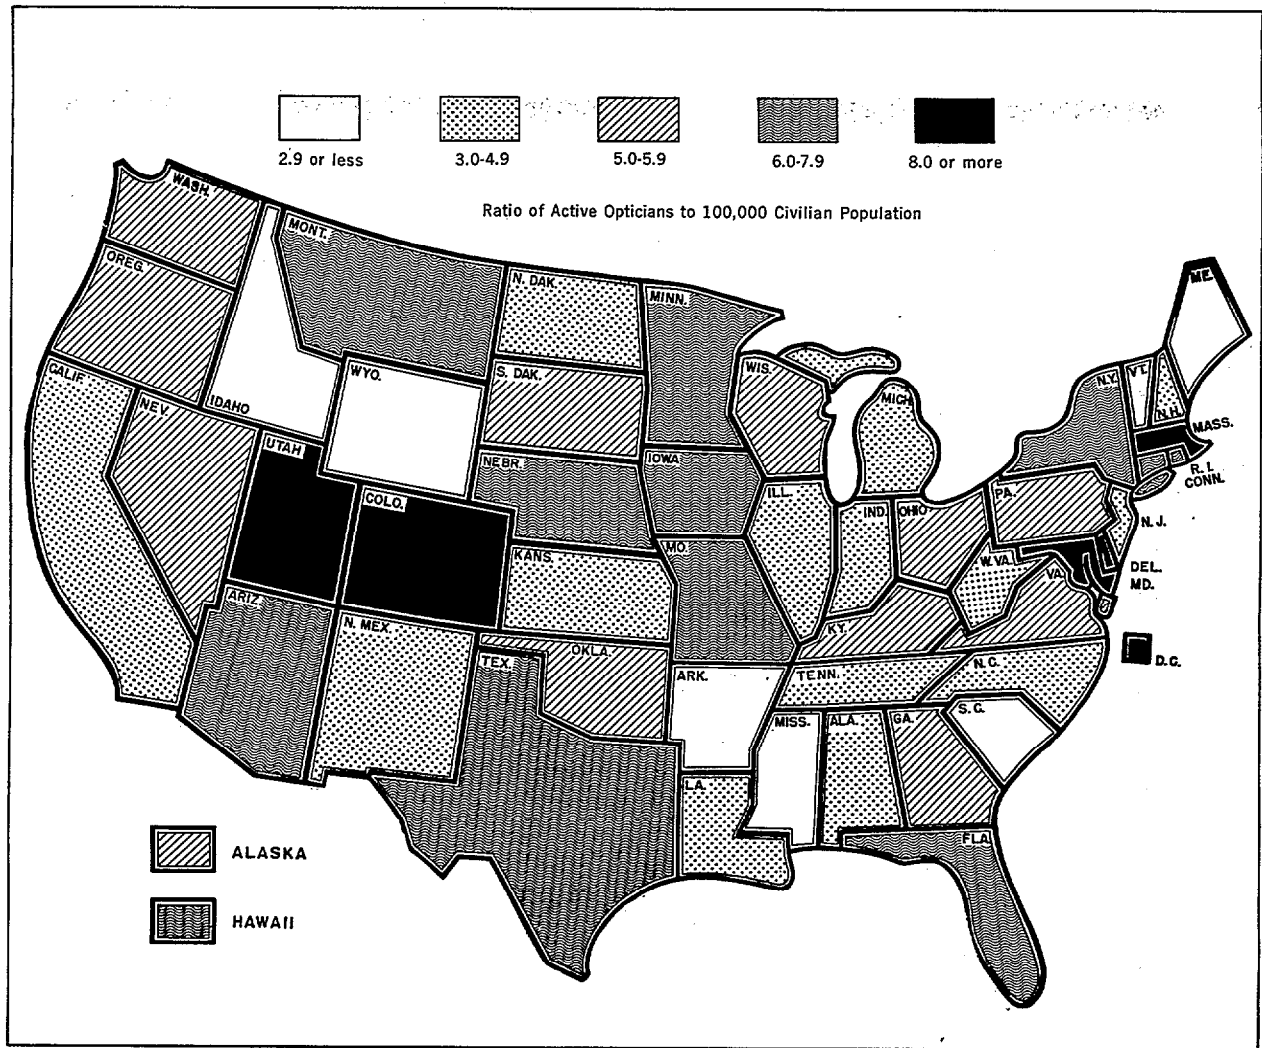 2.9 or less 3.0-4.9 5.0-5.9 6.0-7.9 8.0 or more
Ratio of Active Opticians to 100,000 Civilian Population
WASH.
MONT.
OREG.
N. DAK.
MINN.
ME.
CALIF.
NEV.
IDAHO
WYO.
S. DAK.
WIS.
MICH.
N.Y.
VT.
N.H.
MASS.
R. I.
CONN.
UTAH
COLO.
NEBR.
IOWA
ILL.
IND.
OHIO
PA.
N. J.
KANS.
MO.
W. VA.
VA.
DEL.
MD.
D.C.
ARIZ.
N. MEX.
TEX.
OKLA.
ARK.
KY.
TENN.
N.C.
S.C.
MISS.
ALA.
GA.
LA.
FLA.
ALASKA
HAWAII